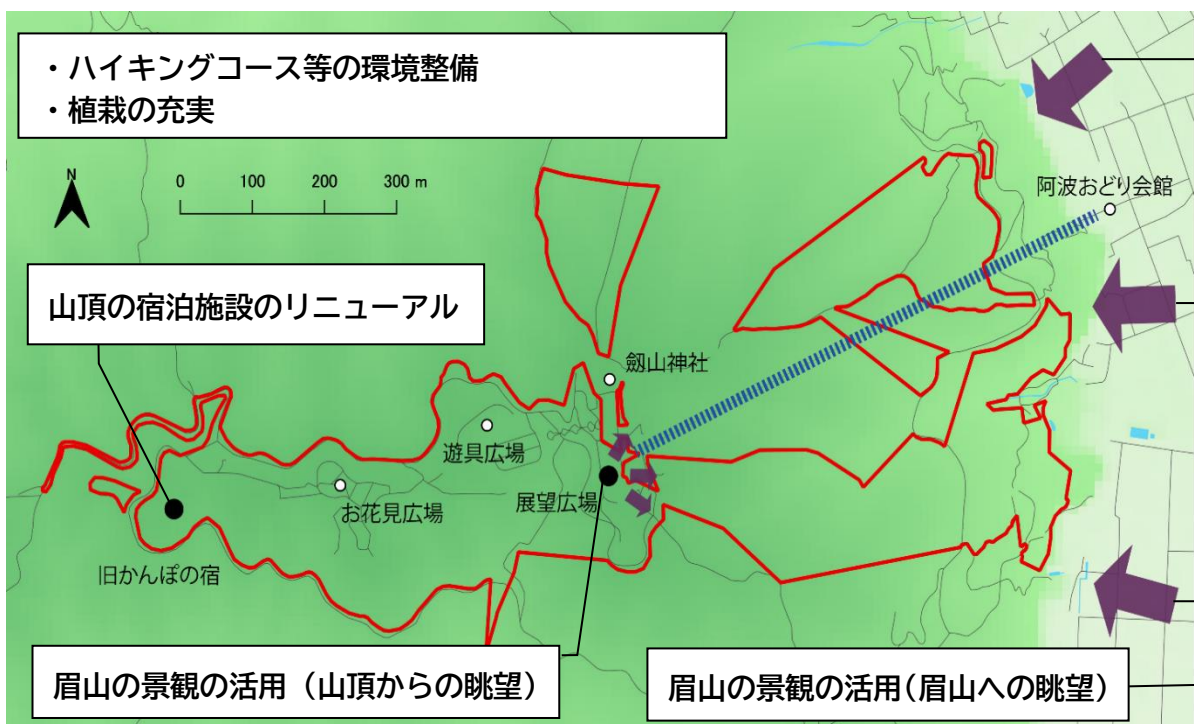 ・ハイキングコース等の環境整備
・植栽の充実
N
0 100 200 300 m
阿波おどり会館
山頂の宿泊施設のリニューアル
劔山神社
遊具広場
お花見広場
展望広場
旧かんぽの宿
眉山の景観の活用（山頂からの眺望）
眉山の景観の活用（眉山への眺望）